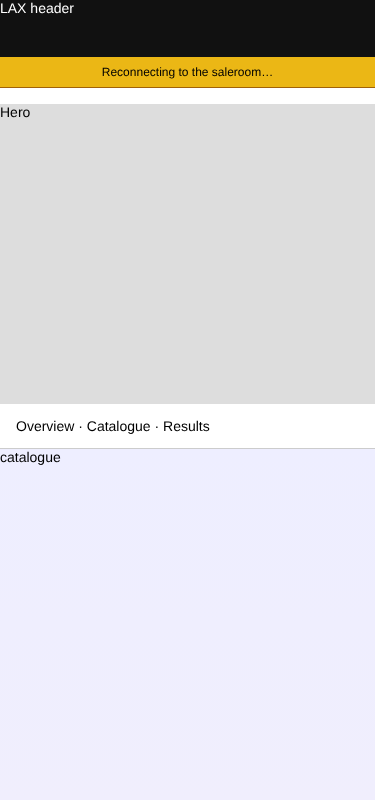 LAX header
Reconnecting to the saleroom…
Hero
Overview · Catalogue · Results
catalogue